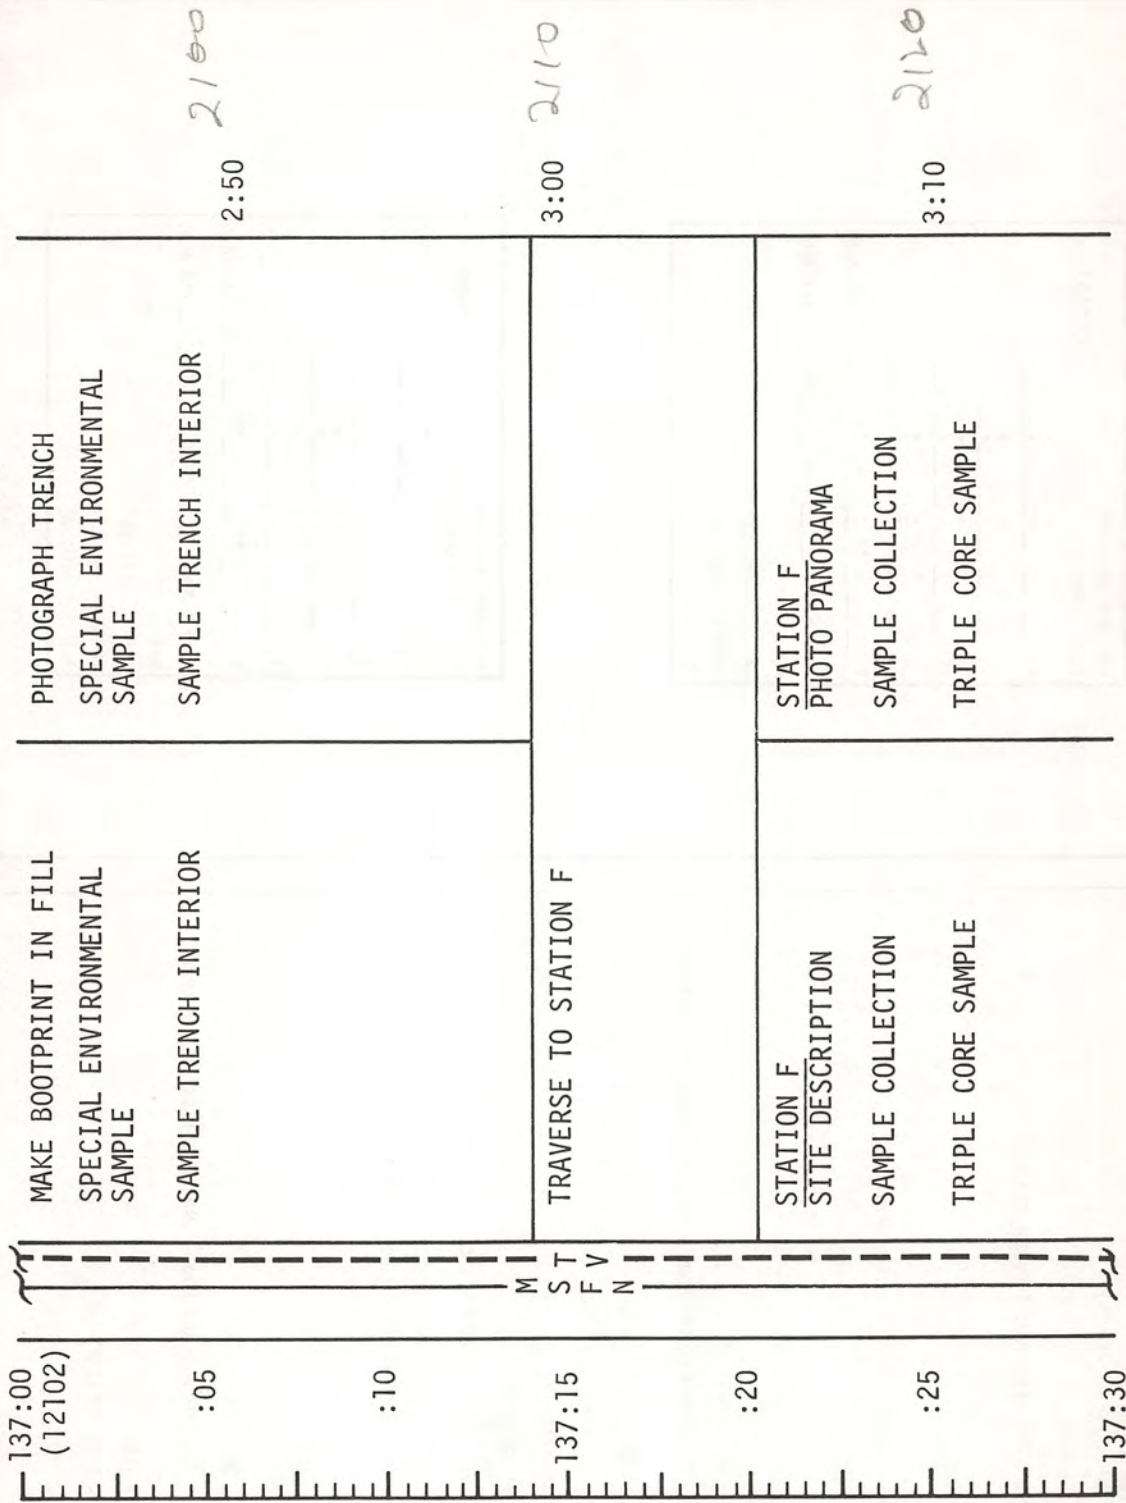 137:00
(12102)
:05
:10
137:15
:20
:25
137:30
MSFN
TV
MAKE BOOTPRINT IN FILL
SPECIAL ENVIRONMENTAL
SAMPLE
SAMPLE TRENCH INTERIOR
PHOTOGRAPH TRENCH
SPECIAL ENVIRONMENTAL
SAMPLE
SAMPLE TRENCH INTERIOR
TRAVERSE TO STATION F
STATION F
SITE DESCRIPTION
SAMPLE COLLECTION
TRIPLE CORE SAMPLE
STATION F
PHOTO PANORAMA
SAMPLE COLLECTION
TRIPLE CORE SAMPLE
2:50
3:00
3:10
2100
2110
2120